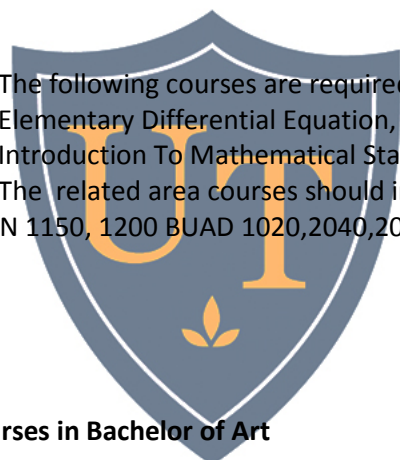 The following courses are required
Elementary Differential Equation,
Introduction To Mathematical Sta
The related area courses should i
N 1150, 1200 BUAD 1020,2040,20
UT
rses in Bachelor of Art